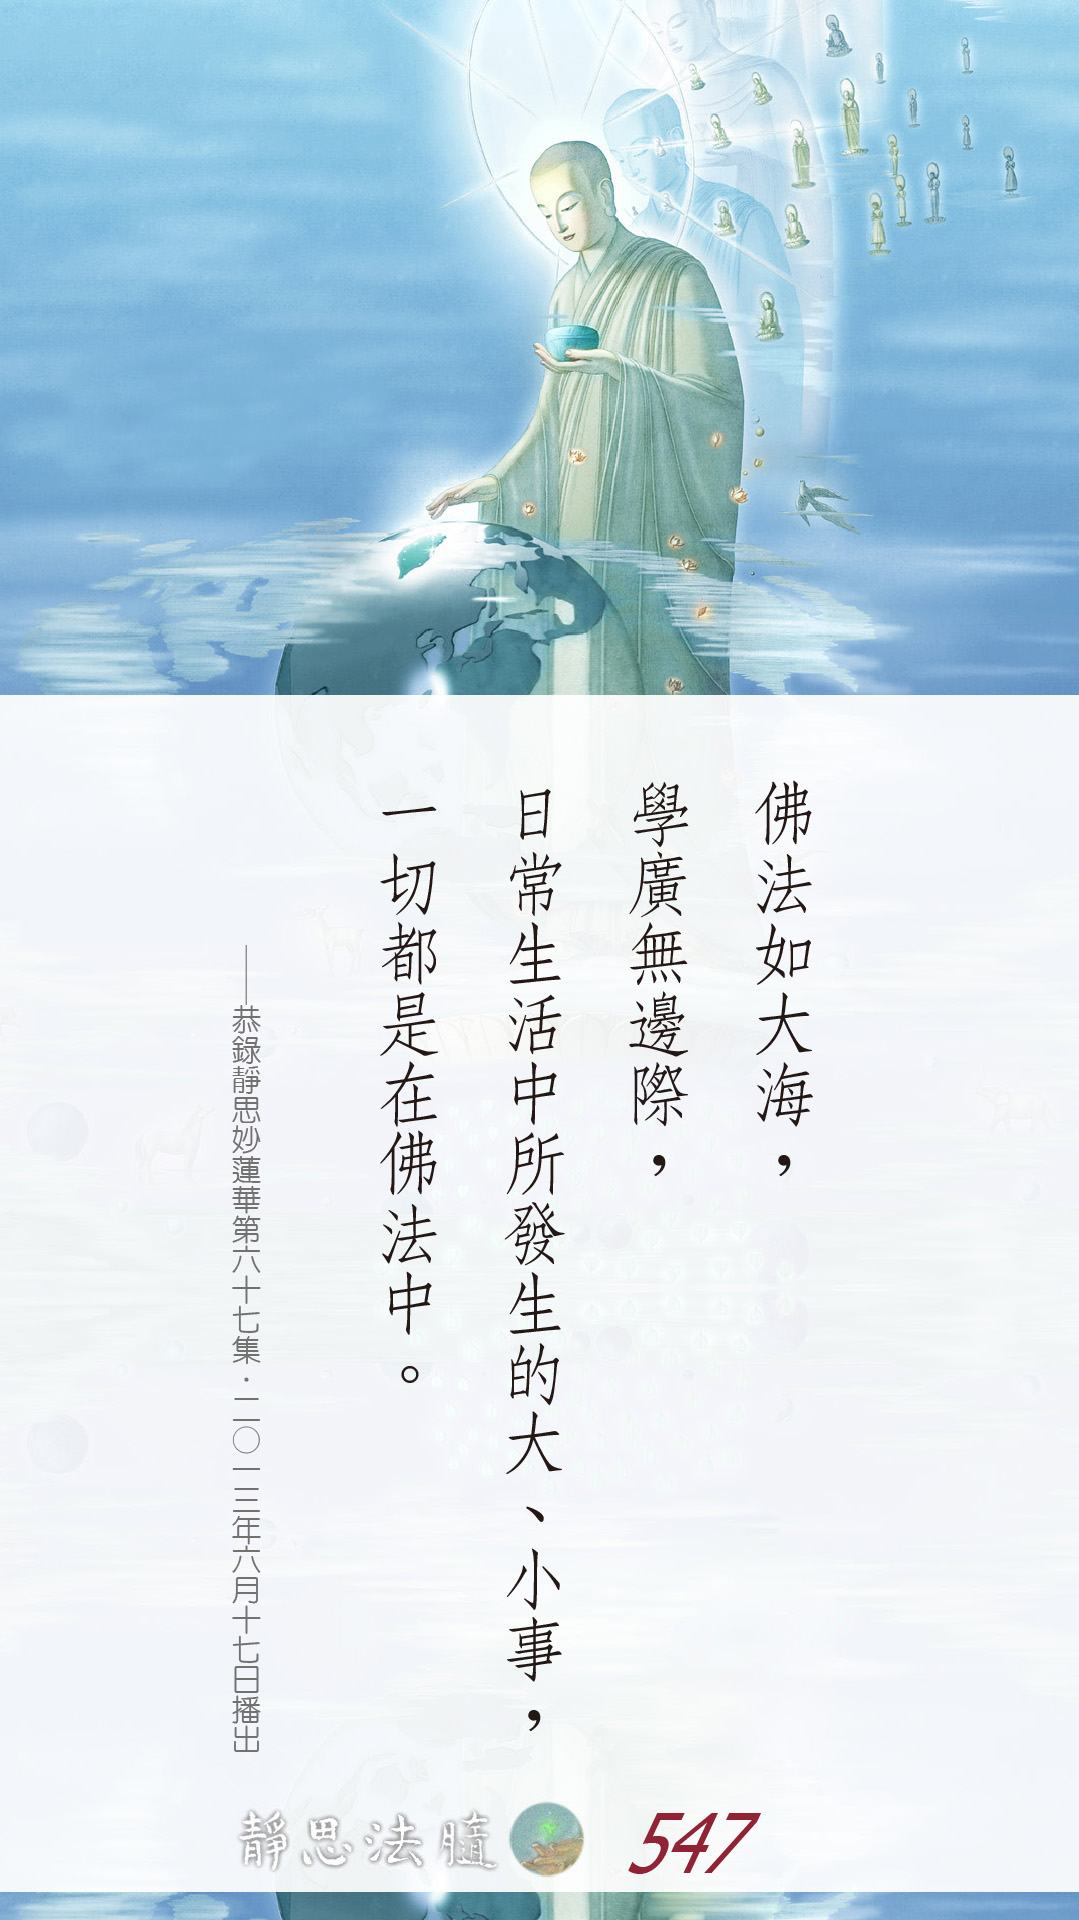 佛法如大海，
學廣無邊際，
日常生活中所發生的大、小事，
一切都是在佛法中。
——恭錄靜思妙蓮華第六十七集．二〇一三年六月十七日播出
靜思法髓
547